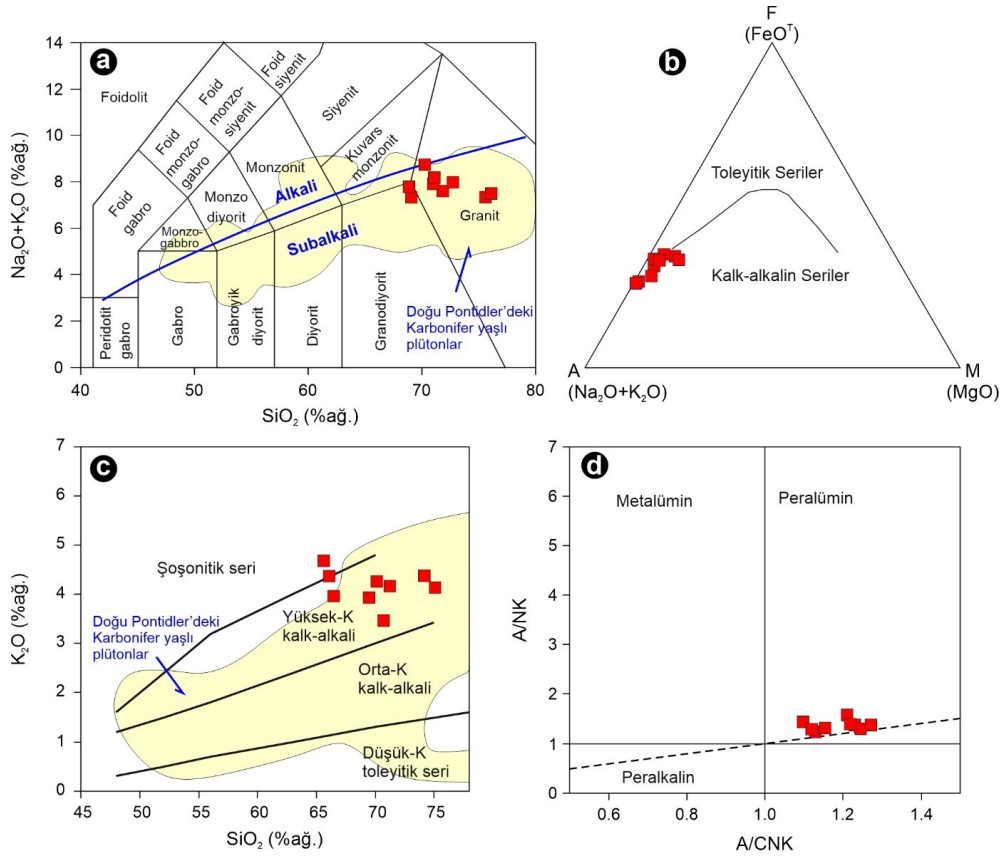 a
Na₂O+K₂O (%ağ.)
14
12
10
8
6
4
2
0
Foidolit
Foid
gabro
Foid
monzo-
gabro
Foid
monzo-
siyenit
Foid
siyenit
Siyenit
Monzonit
Kuvars
monzonit
Monzo
diyorit
Monzo-
gabbro
Alkali
Subalkali
Granit
Peridotit
gabro
Gabro
Gabroyik
diyorit
Diyorit
Granodiyorit
Doğu Pontidler'deki
Karbonifer yaşlı
plütonlar
40
50
60
70
80
SiO₂ (%ağ.)
b
F
(FeOᵀ)
Toleyitik Seriler
Kalk-alkalin Seriler
A
(Na₂O+K₂O)
M
(MgO)
c
K₂O (%ağ.)
7
6
5
4
3
2
1
0
Şoşonitik seri
Doğu Pontidler'deki
Karbonifer yaşlı
plütonlar
Yüksek-K
kalk-alkali
Orta-K
kalk-alkali
Düşük-K
toleyitik seri
45
50
55
60
65
70
75
SiO₂ (%ağ.)
d
A/NK
7
6
5
4
3
2
1
0
Metalümin
Peralümin
Peralkalin
0.6
0.8
1.0
1.2
1.4
A/CNK